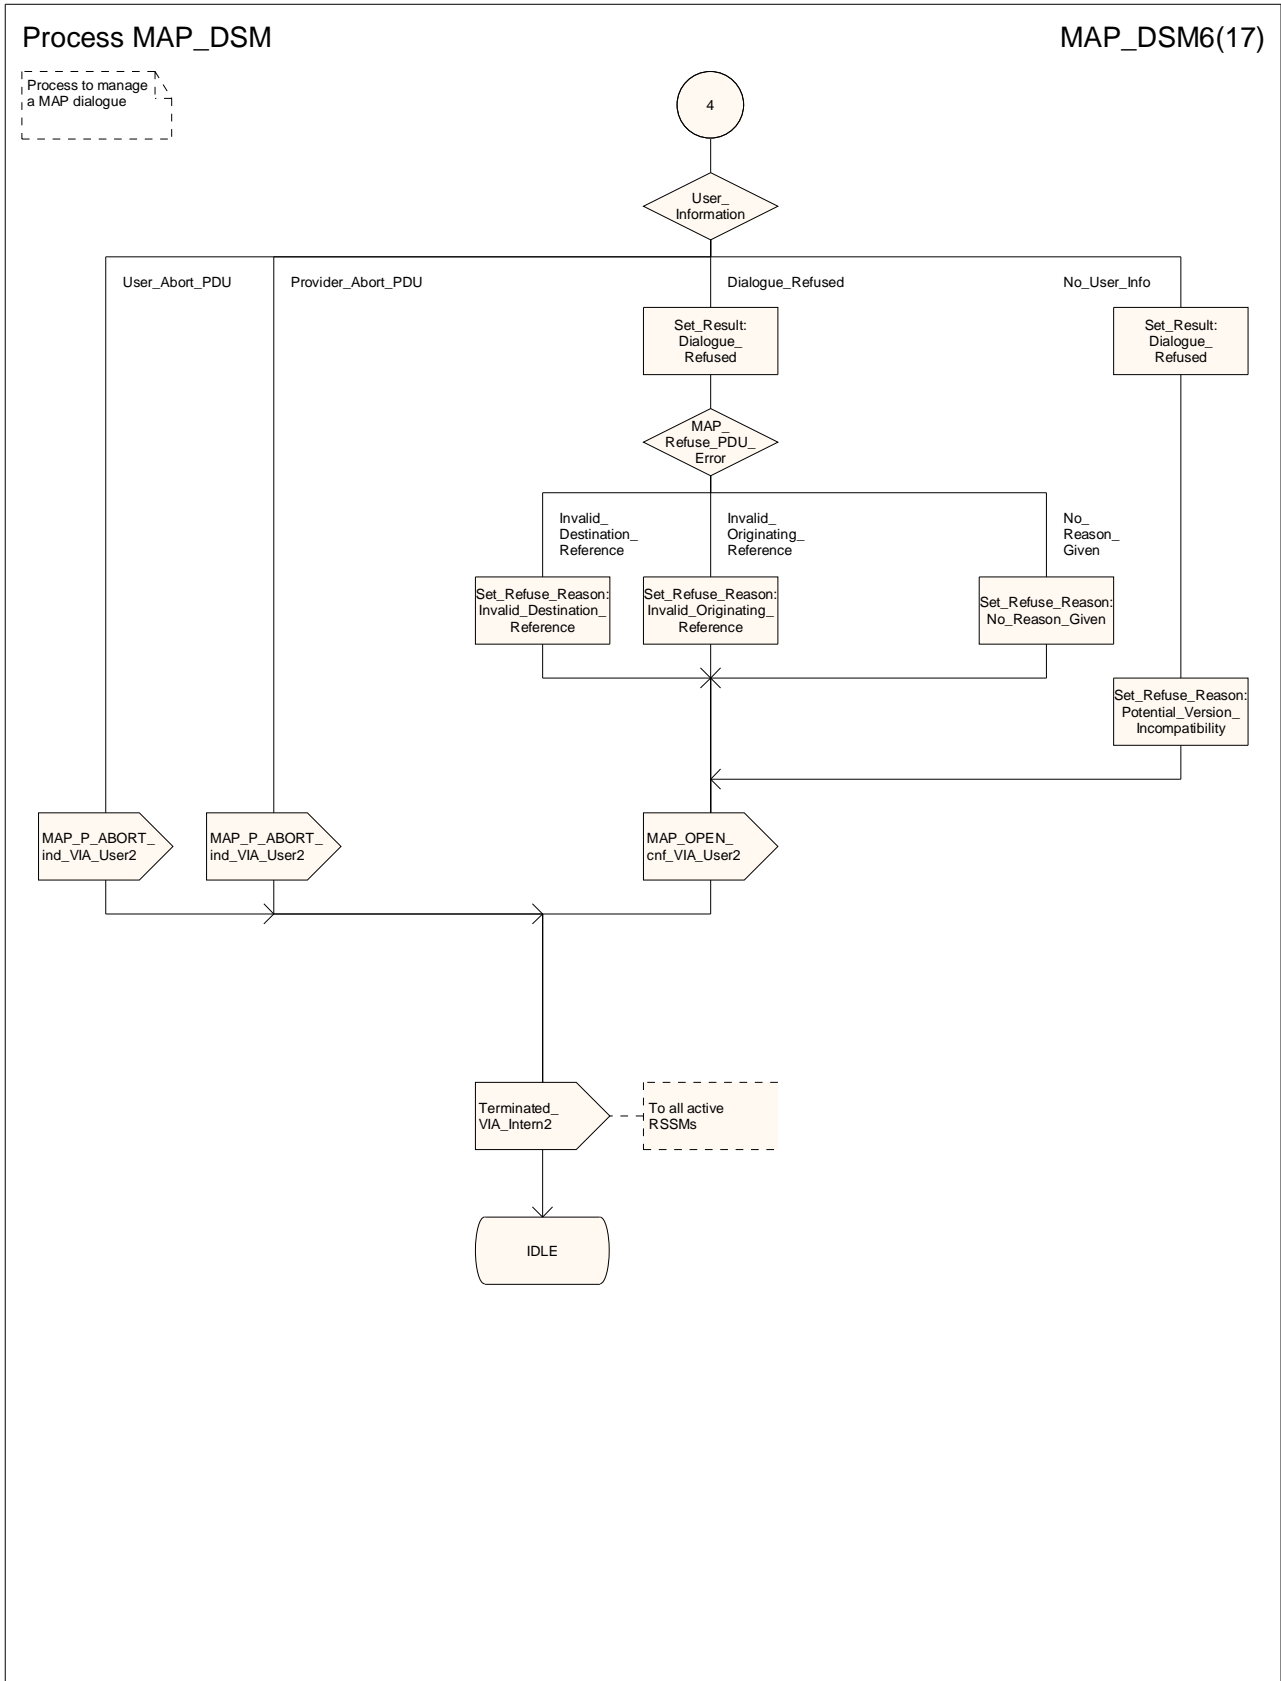 Process MAP_DSM
MAP_DSM6(17)
Process to manage
a MAP dialogue
4
User_
Information
User_Abort_PDU
Provider_Abort_PDU
Dialogue_Refused
No_User_Info
Set_Result:
Dialogue_
Refused
Set_Result:
Dialogue_
Refused
MAP_
Refuse_PDU_
Error
Invalid_
Destination_
Reference
Invalid_
Originating_
Reference
No_
Reason_
Given
Set_Refuse_Reason:
Invalid_Destination_
Reference
Set_Refuse_Reason:
Invalid_Originating_
Reference
Set_Refuse_Reason:
No_Reason_Given
Set_Refuse_Reason:
Potential_Version_
Incompatibility
MAP_P_ABORT_
ind_VIA_User2
MAP_P_ABORT_
ind_VIA_User2
MAP_OPEN_
cnf_VIA_User2
Terminated_
VIA_Intern2
To all active
RSSMs
IDLE